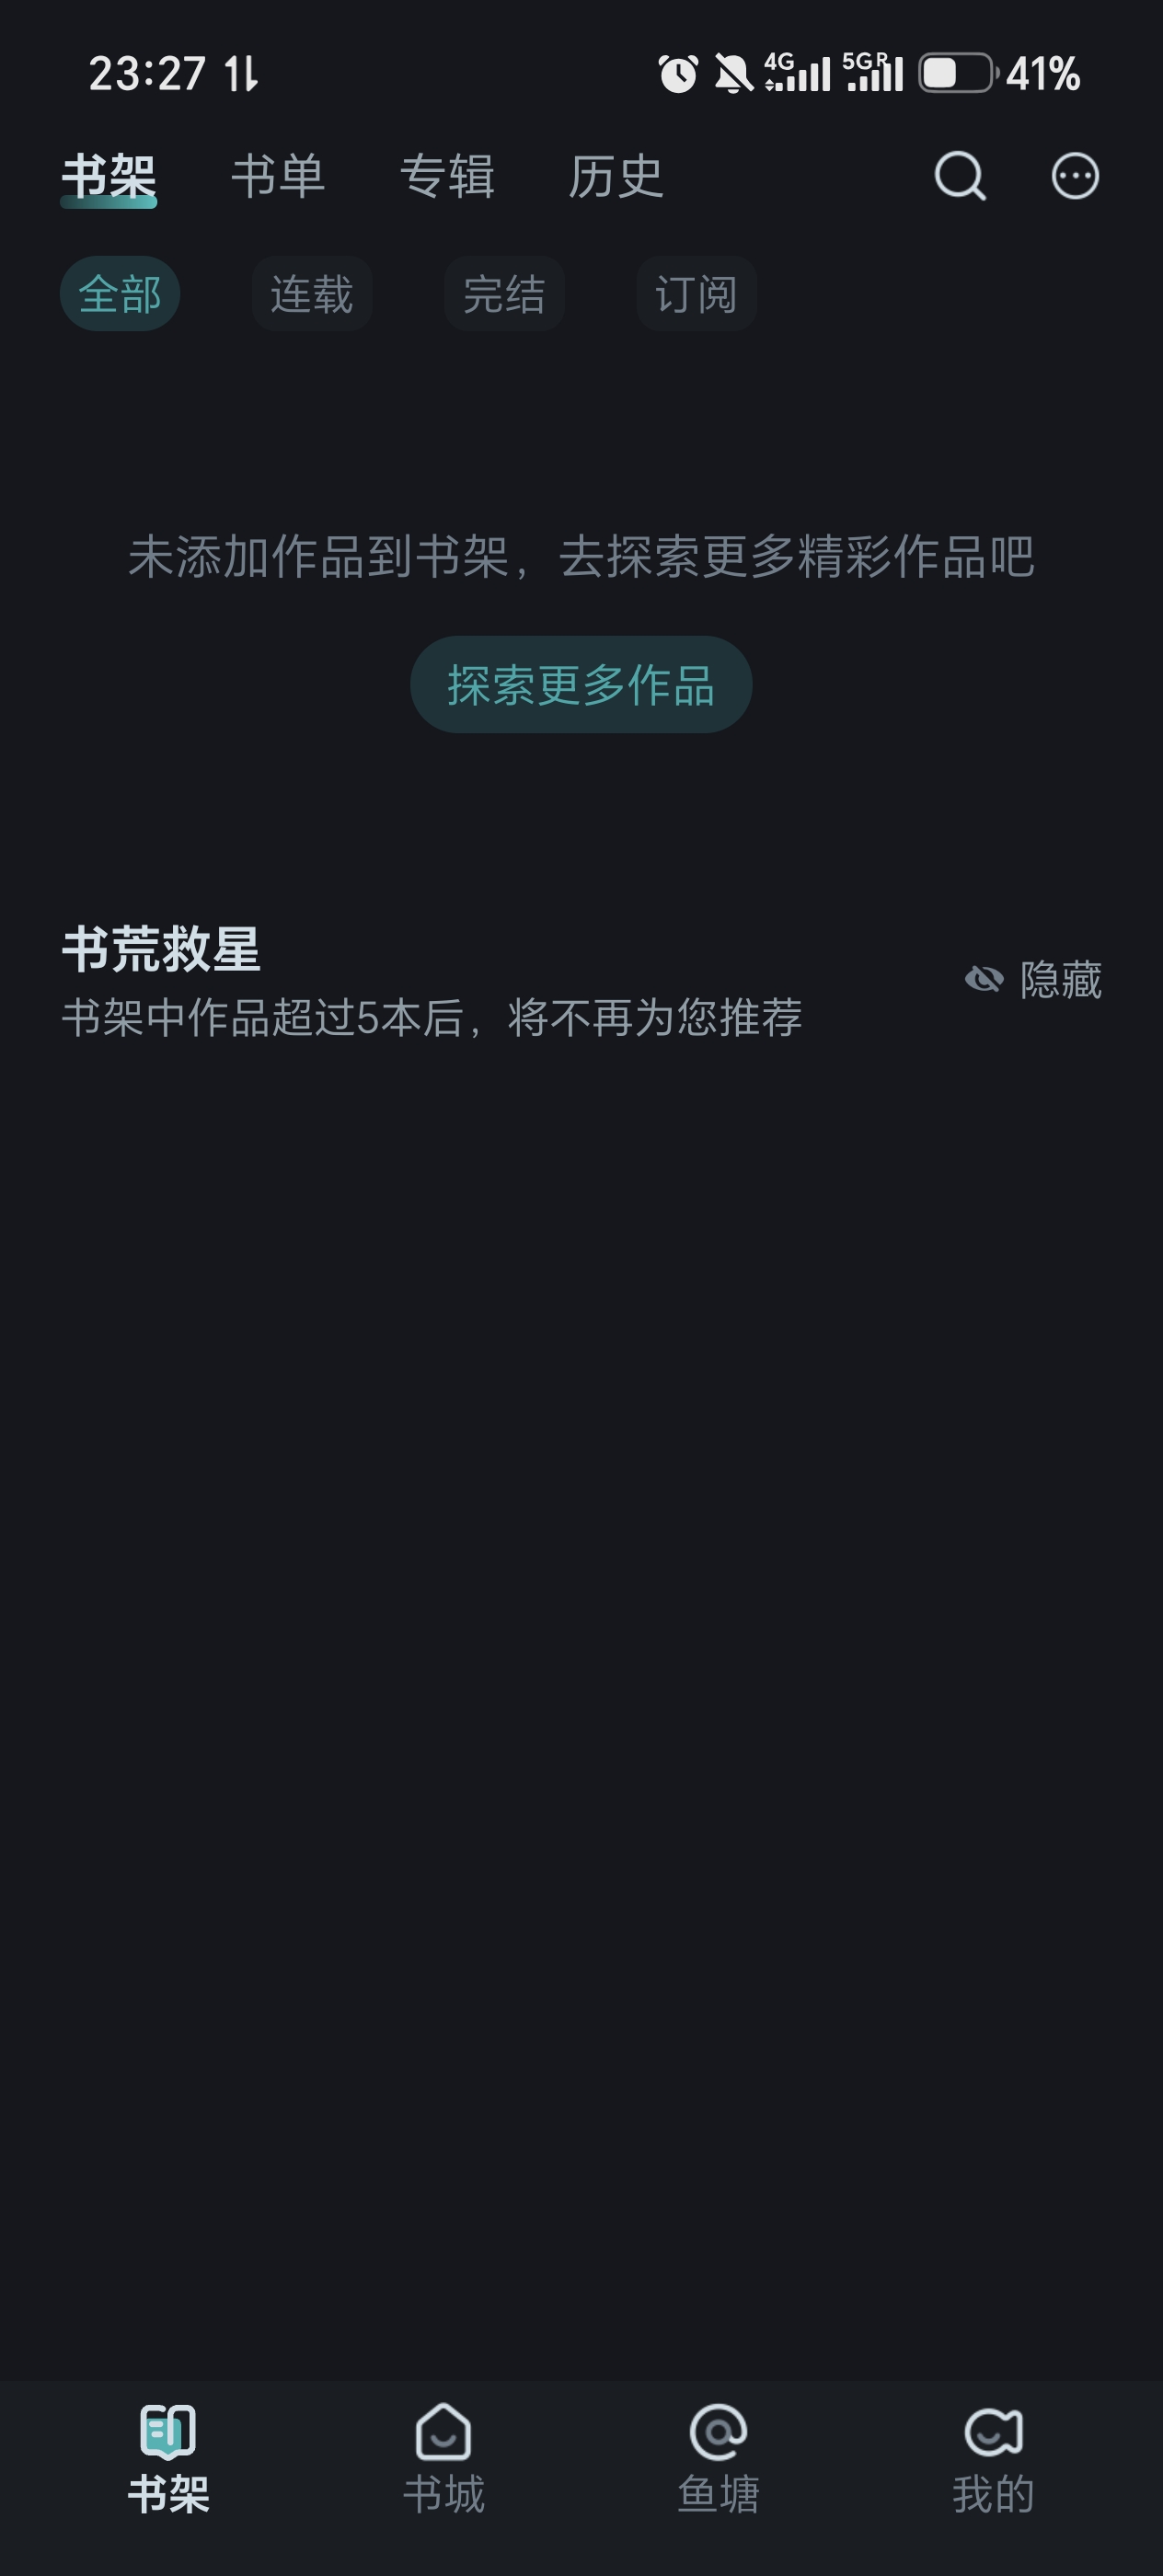 23:27 4G 5G R 41%
书架 书单 专辑 历史
全部 连载 完结 订阅
未添加作品到书架，去探索更多精彩作品吧
探索更多作品
书荒救星
隐藏
书架中作品超过5本后，将不再为您推荐
书架 书城 鱼塘 我的